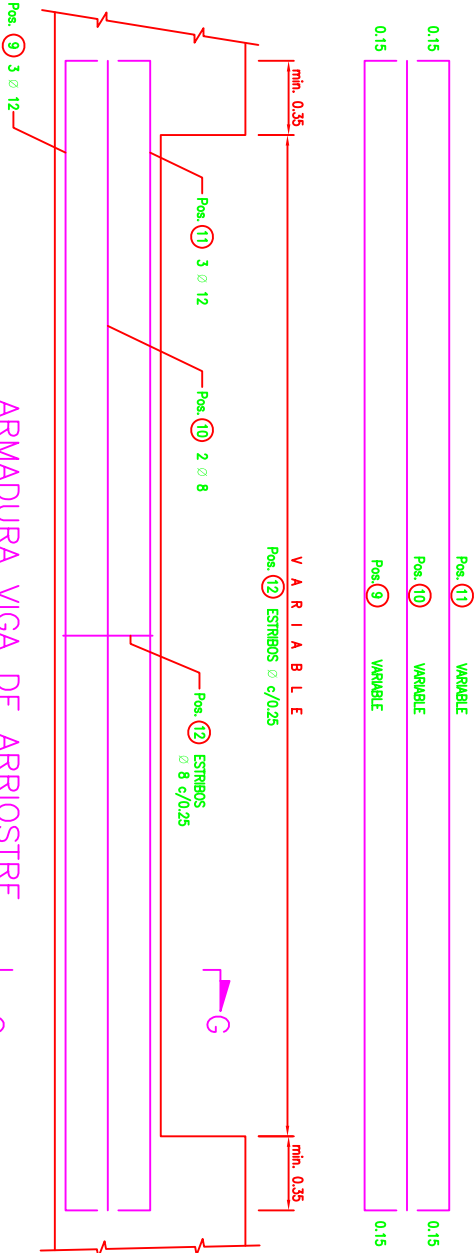 Pos. 11 VARIABLE
0.15 0.15
Pos. 10 VARIABLE
0.15 Pos. 9 VARIABLE 0.15
min. 0.35 V A R I A B L E min. 0.35
Pos. 12 ESTRIBOS ∅ c/0.25
Pos. 11 3 ∅ 12
Pos. 10 2 ∅ 8
Pos. 12 ESTRIBOS
∅ 8 c/0.25
G
Pos. 9 3 ∅ 12
ARMADURA VIGA DE ARRIOSTRE